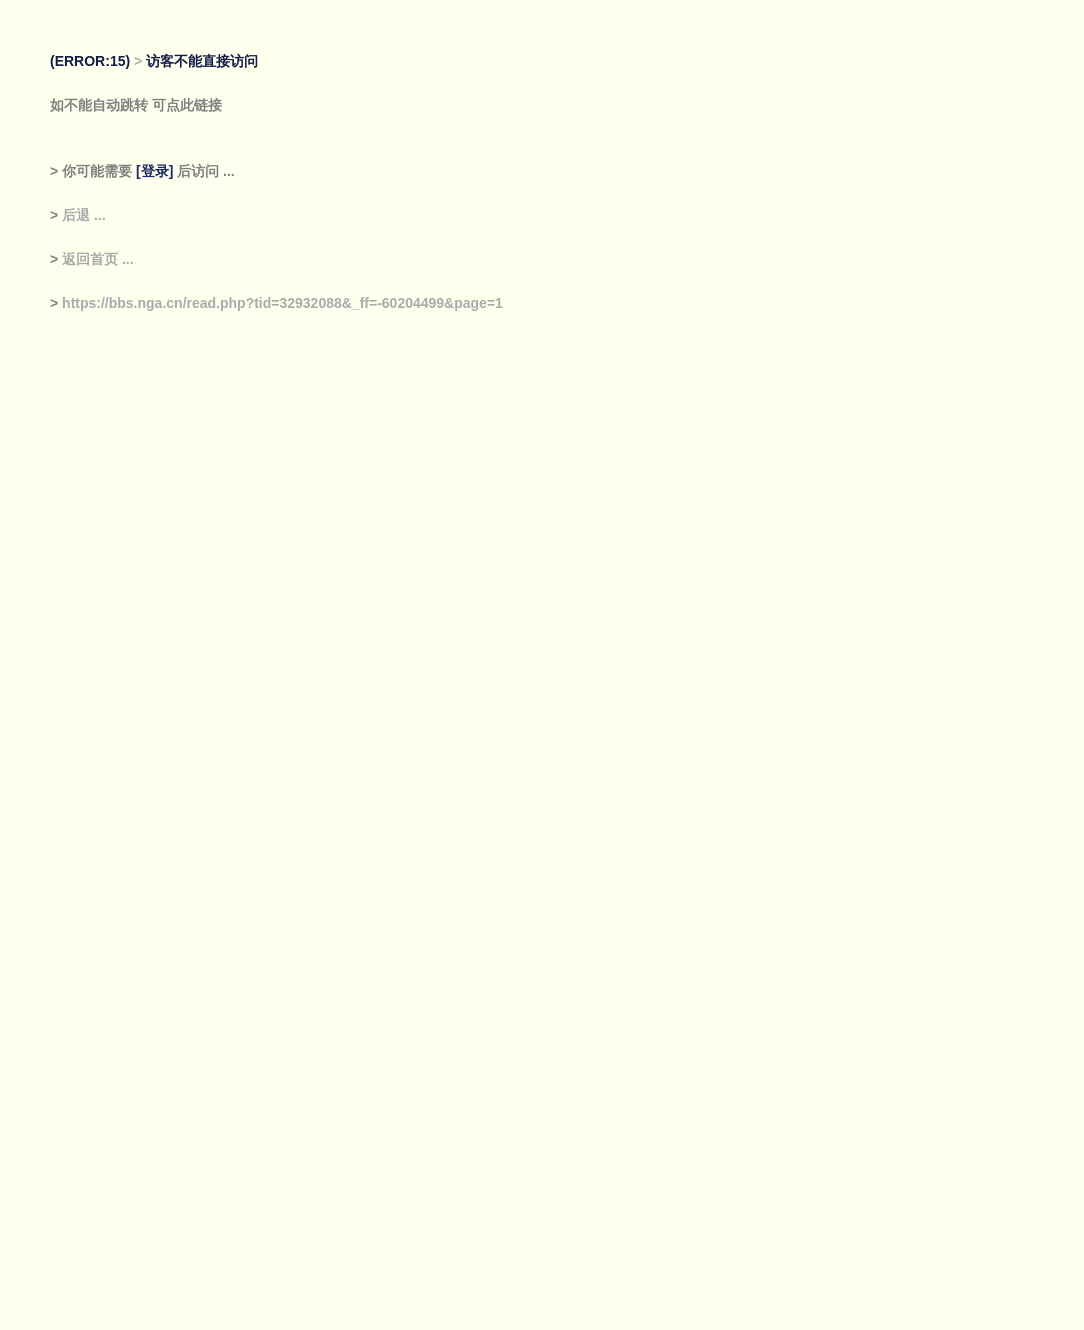 (ERROR:15) > 访客不能直接访问
如不能自动跳转 可点此链接
> 你可能需要 [登录] 后访问 ...
> 后退 ...
> 返回首页 ...
> https://bbs.nga.cn/read.php?tid=32932088&_ff=-60204499&page=1